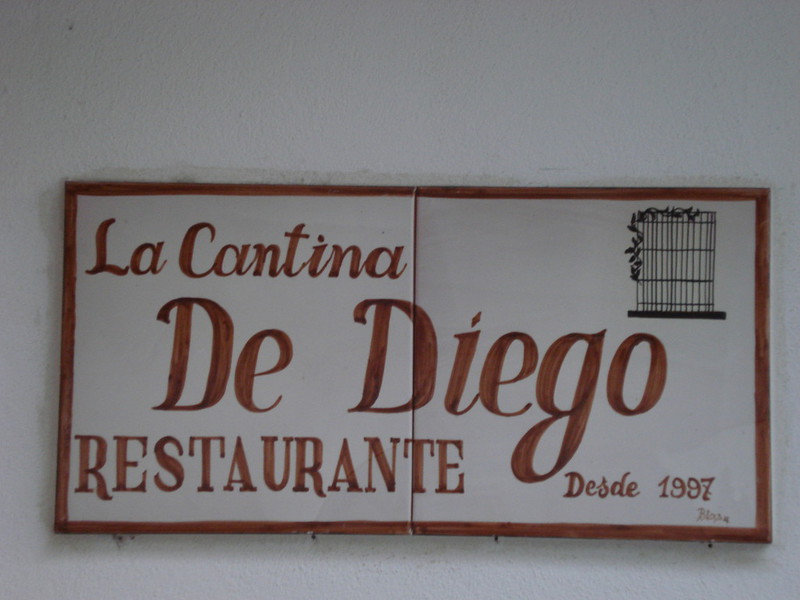 La Cantina
De Diego
RESTAURANTE
Desde 1997